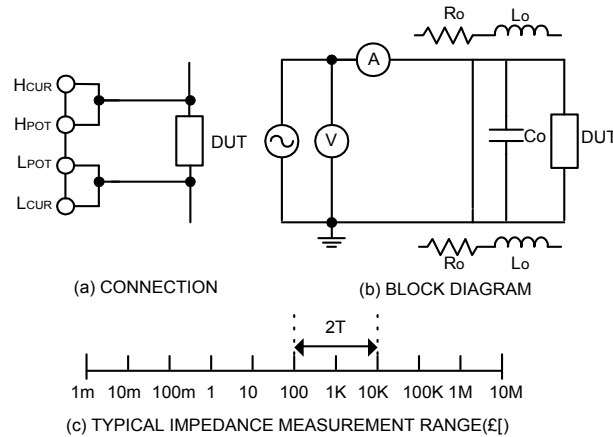 Ro Lo
A
HCUR
HPOT
LPOT
LCUR
DUT
V
Co
DUT
Ro Lo
(a) CONNECTION
(b) BLOCK DIAGRAM
2T
1m 10m 100m 1 10 100 1K 10K 100K 1M 10M
(c) TYPICAL IMPEDANCE MEASUREMENT RANGE(£[)